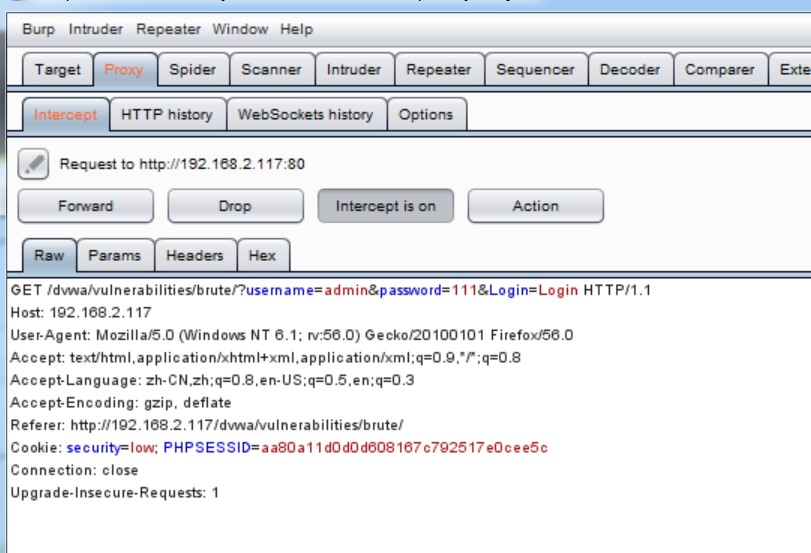 Burp Intruder Repeater Window Help
Target Proxy Spider Scanner Intruder Repeater Sequencer Decoder Comparer Exte
Intercept HTTP history WebSockets history Options
Request to http://192.168.2.117:80
Forward Drop Intercept is on Action
Raw Params Headers Hex
GET /dvwa/vulnerabilities/brute/?username=admin&password=111&Login=Login HTTP/1.1
Host: 192.168.2.117
User-Agent: Mozilla/5.0 (Windows NT 6.1; rv:56.0) Gecko/20100101 Firefox/56.0
Accept: text/html,application/xhtml+xml,application/xml;q=0.9,*/*;q=0.8
Accept-Language: zh-CN,zh;q=0.8,en-US;q=0.5,en;q=0.3
Accept-Encoding: gzip, deflate
Referer: http://192.168.2.117/dvwa/vulnerabilities/brute/
Cookie: security=low; PHPSESSID=aa80a11d0d0d608167c792517e0cee5c
Connection: close
Upgrade-Insecure-Requests: 1